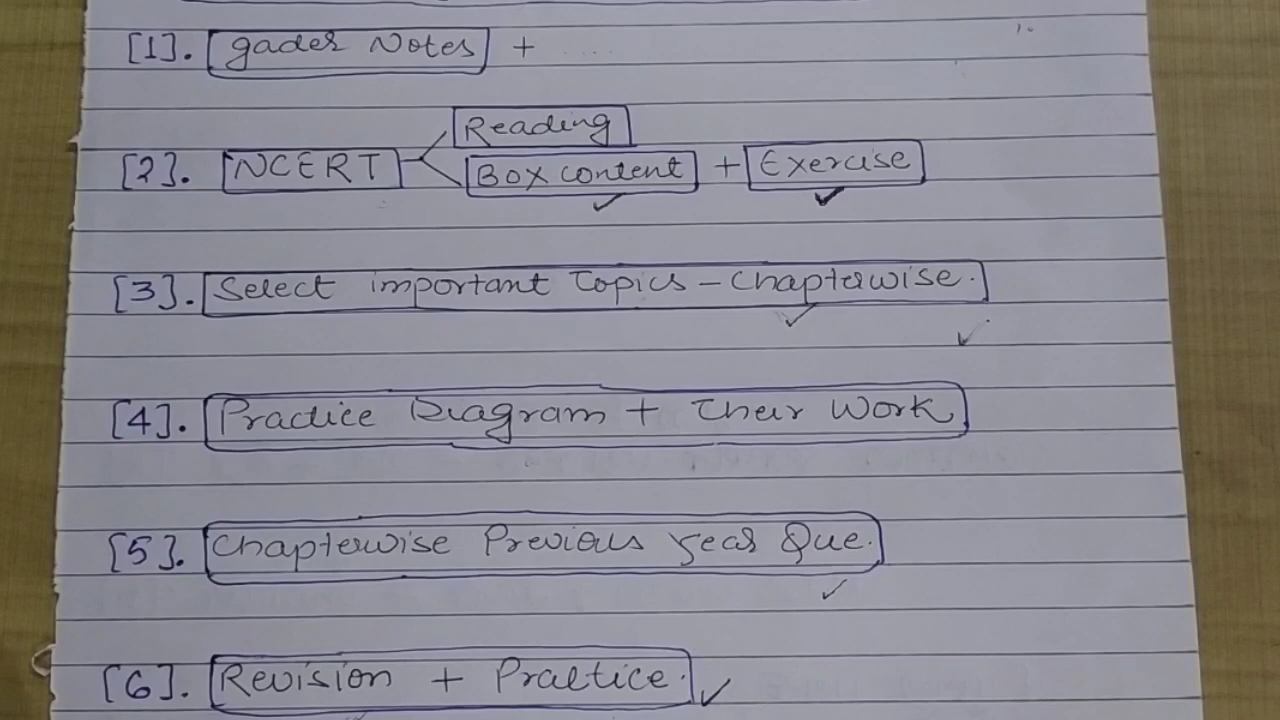 [1]. gader Notes +
Reading
[2]. NCERT Box content + Exercise
[3]. Select important Topics - Chapterwise.
[4]. Practice Diagram + Their Work
[5]. Chapterwise Previous year Que.
[6]. Revision + Practice.